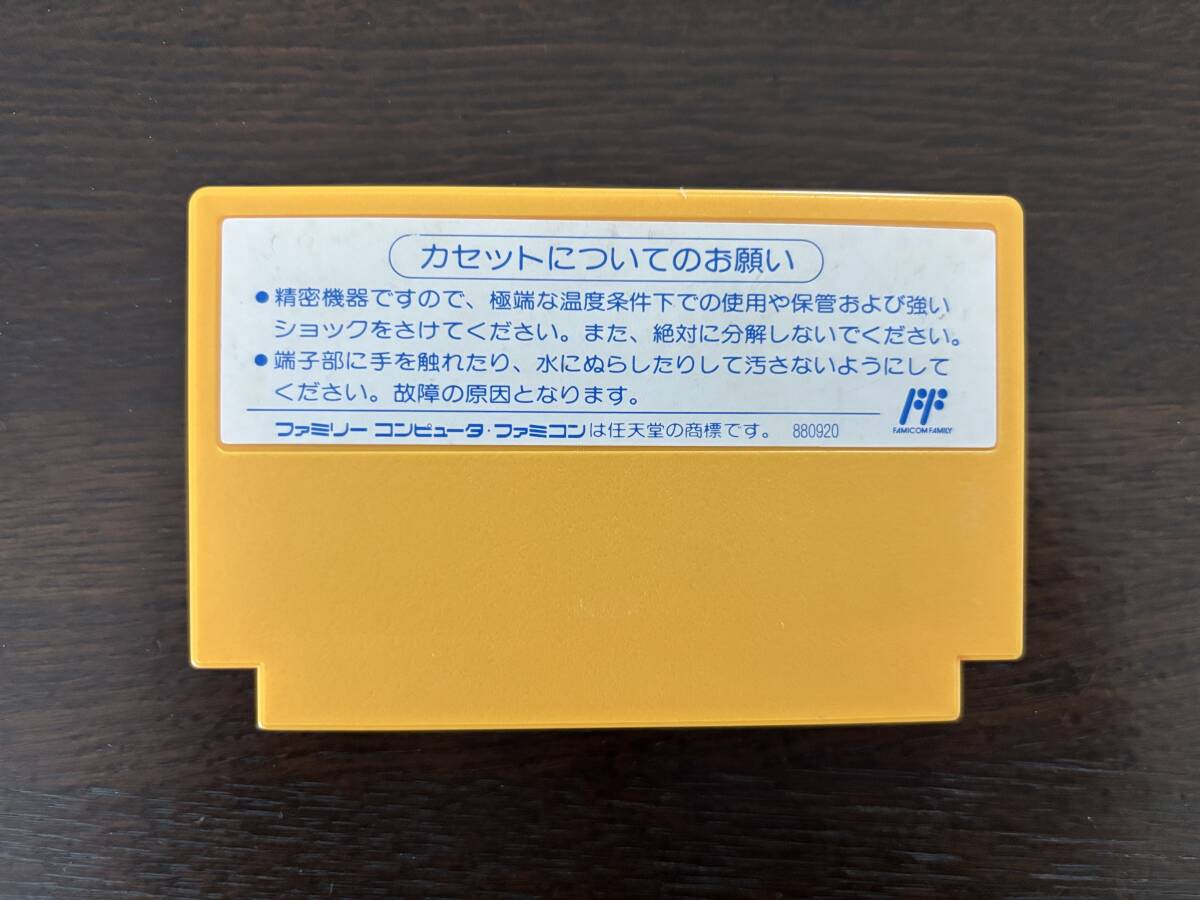 カセットについてのお願い
●精密機器ですので、極端な温度条件下での使用や保管および強い
ショックをさけてください。また、絶対に分解しないでください。
●端子部に手を触れたり、水にぬらしたりして汚さないようにして
ください。故障の原因となります。
ファミリー コンピュータ・ファミコンは任天堂の商標です。 880920
FAMICOM FAMILY